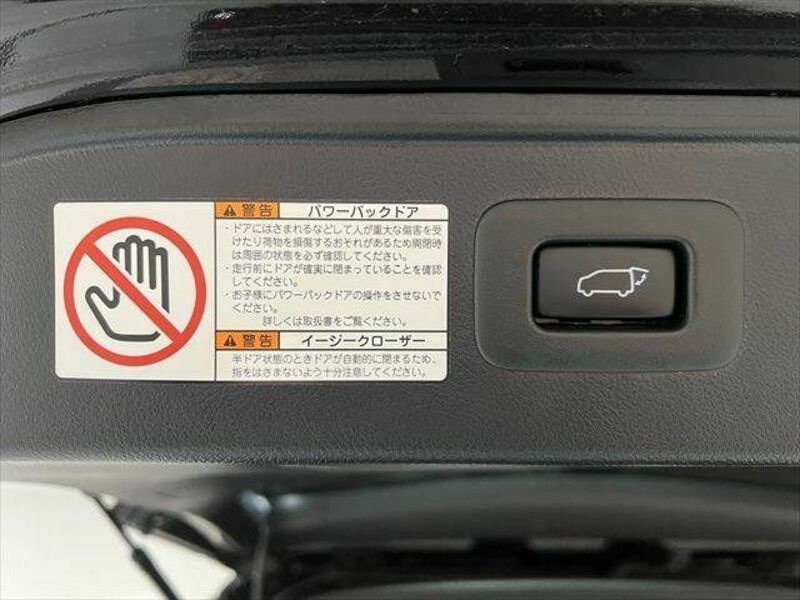 警告 パワーバックドア
・ドアにはさまれるなどして人が重大な傷害を受
けたり荷物を損傷するおそれがあるため開閉時
は周囲の状態を必ず確認してください。
・走行前にドアが確実に閉まっていることを確認
してください。
・お子様にパワーバックドアの操作をさせないで
ください。
詳しくは取扱書をご覧ください。
警告 イージークローザー
半ドア状態のときドアが自動的に閉まるため、
指をはさまないよう十分注意してください。